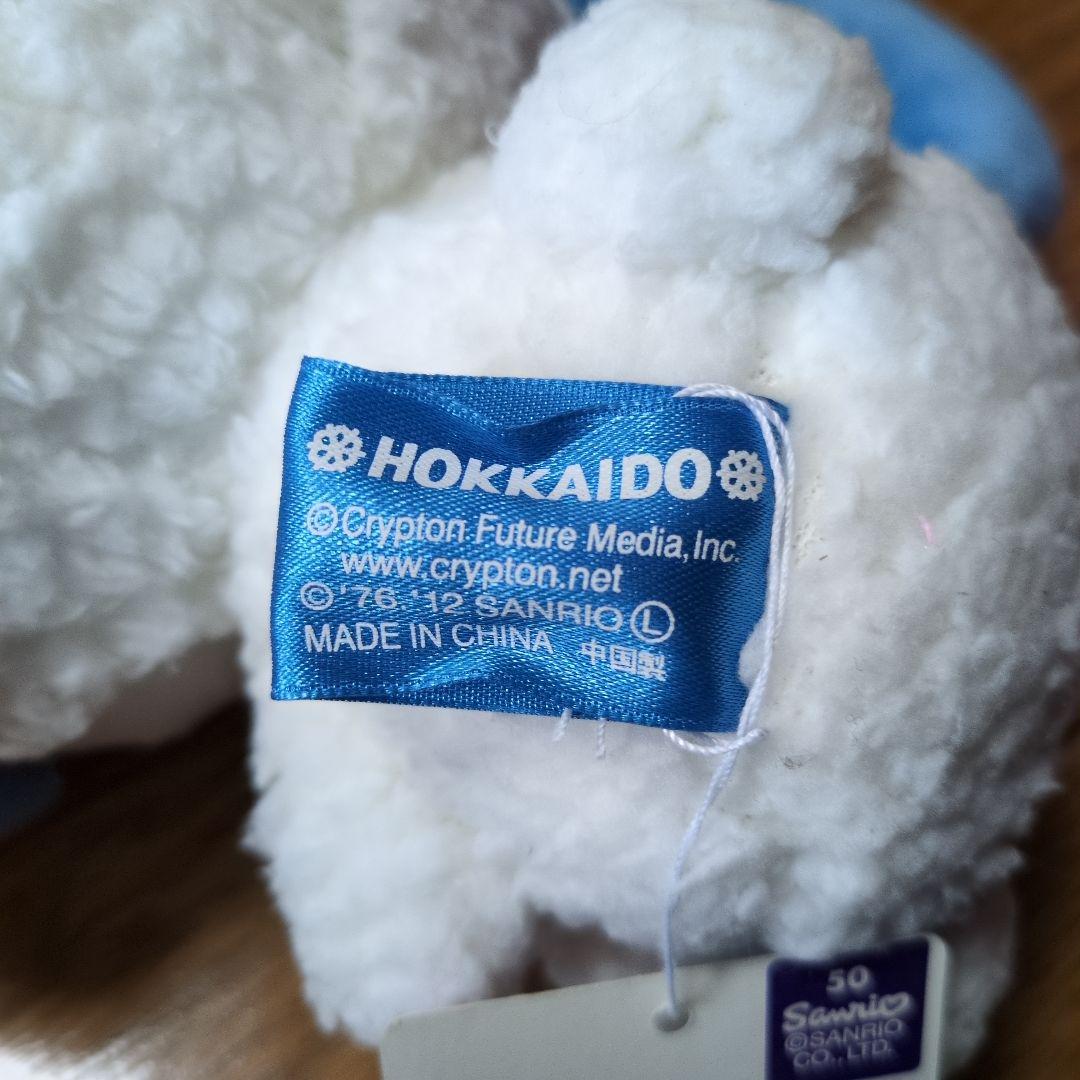 HOKKAIDO
©Crypton Future Media, Inc.
www.crypton.net
©'76 '12 SANRIO Ⓛ
MADE IN CHINA 中国製
50
Sanrio
©SANRIO
CO., LTD.